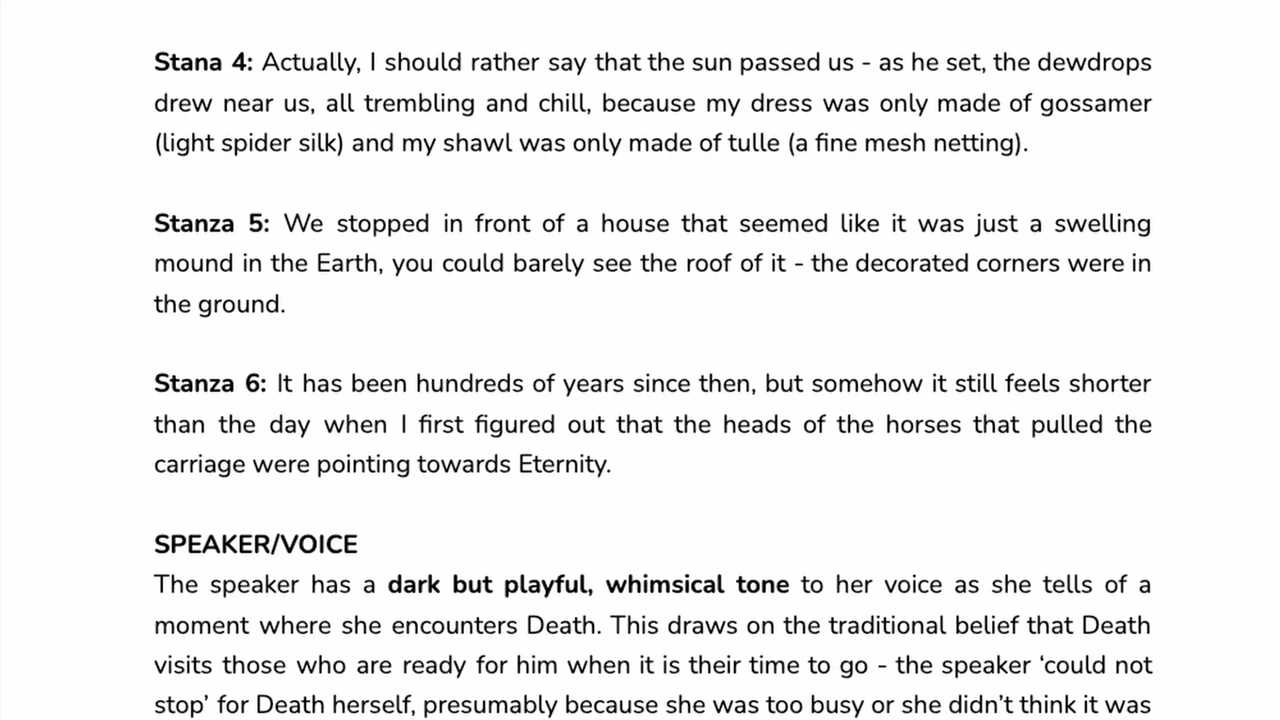 Stana 4: Actually, I should rather say that the sun passed us - as he set, the dewdrops
drew near us, all trembling and chill, because my dress was only made of gossamer
(light spider silk) and my shawl was only made of tulle (a fine mesh netting).
Stanza 5: We stopped in front of a house that seemed like it was just a swelling
mound in the Earth, you could barely see the roof of it - the decorated corners were in
the ground.
Stanza 6: It has been hundreds of years since then, but somehow it still feels shorter
than the day when I first figured out that the heads of the horses that pulled the
carriage were pointing towards Eternity.
SPEAKER/VOICE
The speaker has a dark but playful, whimsical tone to her voice as she tells of a
moment where she encounters Death. This draws on the traditional belief that Death
visits those who are ready for him when it is their time to go - the speaker ‘could not
stop’ for Death herself, presumably because she was too busy or she didn’t think it was